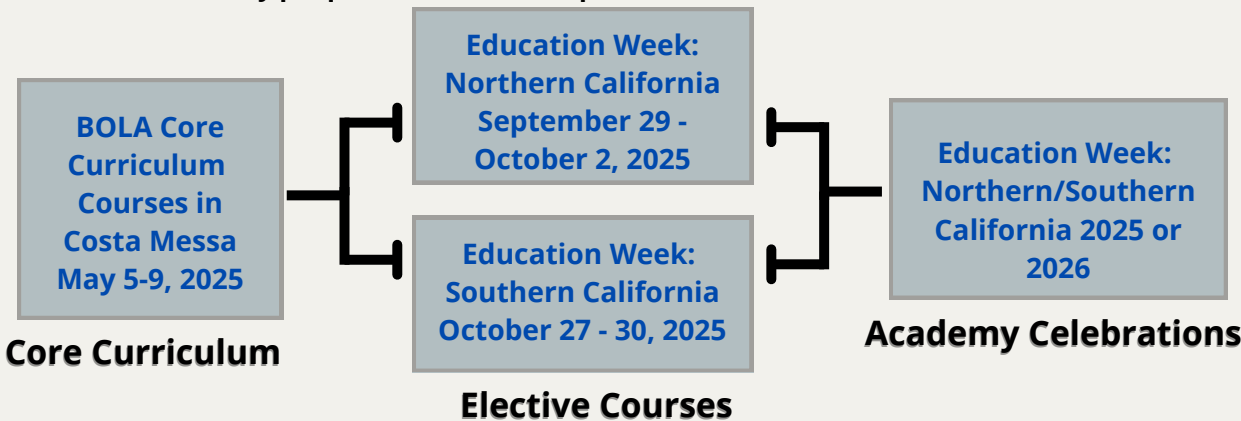 BOLA Core
Curriculum
Courses in
Costa Messa
May 5-9, 2025
Core Curriculum
Education Week:
Northern California
September 29 -
October 2, 2025
Education Week:
Southern California
October 27 - 30, 2025
Elective Courses
Education Week:
Northern/Southern
California 2025 or
2026
Academy Celebrations